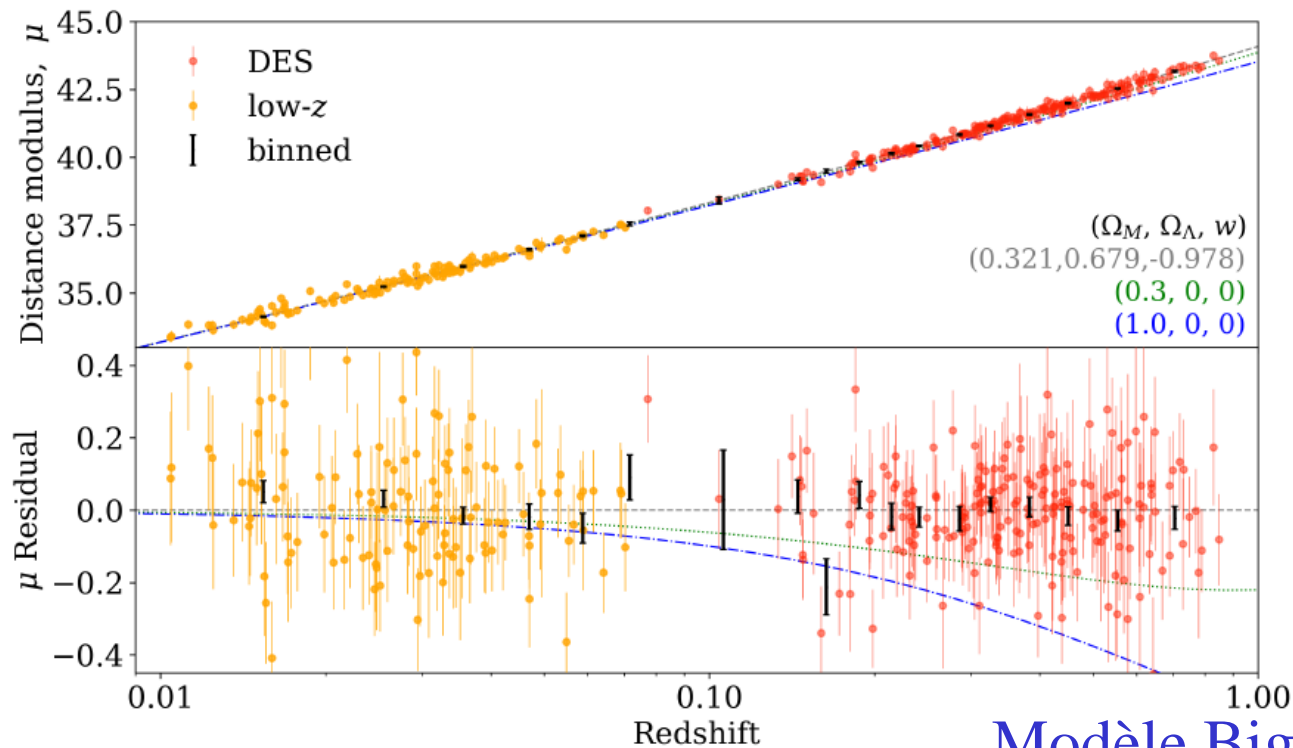 45.0
42.5
40.0
37.5
35.0
Distance modulus, μ
DES
low-z
binned
(Ω_M, Ω_Λ, w)
(0.321,0.679,-0.978)
(0.3, 0, 0)
(1.0, 0, 0)
0.4
0.2
0.0
−0.2
−0.4
μ Residual
0.01 0.10 1.00
Redshift
Modèle Big